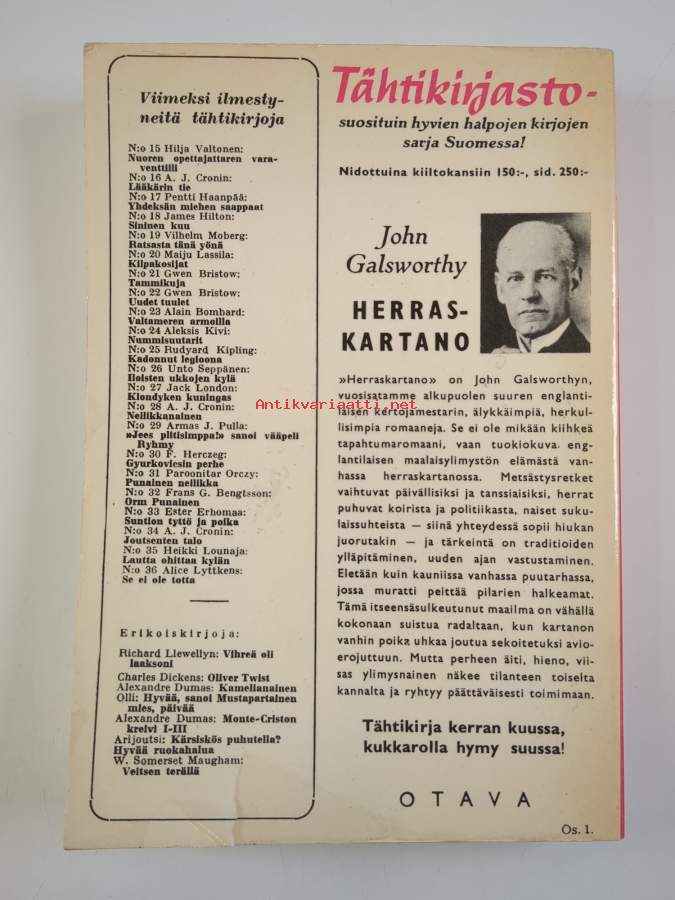 Viimeksi ilmesty-
neitä tähtikirjoja
N:o 15 Hilja Valtonen:
Nuoren opettajattaren vara-
venttiili
N:o 16 A. J. Cronin:
Lääkärin tie
N:o 17 Pentti Haanpää:
Yhdeksän miehen saappaat
N:o 18 James Hilton:
Sininen kuu
N:o 19 Vilhelm Moberg:
Ratsasta tänä yönä
N:o 20 Maiju Lassila:
Kilpakosijat
N:o 21 Gwen Bristow:
Tammikuja
N:o 22 Gwen Bristow:
Uudet tuulet
N:o 23 Alain Bombard:
Valtameren armoilla
N:o 24 Aleksis Kivi:
Nummisuutarit
N:o 25 Rudyard Kipling:
Kadonnut legioona
N:o 26 Unto Seppänen:
Iloisten ukkojen kylä
N:o 27 Jack London:
Klondyken kuningas
N:o 28 A. J. Cronin:
Neilikkanainen
N:o 29 Armas J. Pulla:
»Jees plitisimppa!» sanoi vääpeli
Ryhmy
N:o 30 F. Herczeg:
Gyurkovicsin perhe
N:o 31 Paroonitar Orczy:
Punainen neilikka
N:o 32 Frans G. Bengtsson:
Orm Punainen
N:o 33 Ester Erhomaa:
Suntion tyttö ja poika
N:o 34 A. J. Cronin:
Joutsenten talo
N:o 35 Heikki Lounaja:
Lautta ohittaa kylän
N:o 36 Alice Lyttkens:
Se ei ole totta
Erikoiskirjoja:
Richard Llewellyn: Vihreä oli
laaksoni
Charles Dickens: Oliver Twist
Alexandre Dumas: Kamelianainen
Olli: Hyvää, sanoi Mustapartainen
mies, päivää
Alexandre Dumas: Monte-Criston
kreivi I-III
Arijoutsi: Kärsiskös puhutella?
Hyvää ruokahalua
W. Somerset Maugham:
Veitsen terällä
Tähtikirjasto-
suosituin hyvien halpojen kirjojen
sarja Suomessa!
Nidottuina kiiltokansiin 150:-, sid. 250:-
John
Galsworthy
HERRAS-
KARTANO
»Herraskartano» on John Galsworthyn,
vuosisatamme alkupuolen suuren englanti-
laisen kertojamestarin, älykkäimpiä, herkul-
lisimpia romaaneja. Se ei ole mikään kiihkeä
tapahtumaromaani, vaan tuokiokuva eng-
lantilaisen maalaisylimystön elämästä van-
hassa herraskartanossa. Metsästysretket
vaihtuvat päivällisiksi ja tanssiaisiksi, herrat
puhuvat koirista ja politiikasta, naiset suku-
laissuhteista — siinä yhteydessä sopii hiukan
juorutakin — ja tärkeintä on traditioiden
ylläpitäminen, uuden ajan vastustaminen.
Eletään kuin kauniissa vanhassa puutarhassa,
jossa muratti peittää pilarien halkeamat.
Tämä itseensäsulkeutunut maailma on vähällä
kokonaan suistua radaltaan, kun kartanon
vanhin poika uhkaa joutua sekoitetuksi avio-
erojuttuun. Mutta perheen äiti, hieno, vii-
sas ylimysnainen näkee tilanteen toiselta
kannalta ja ryhtyy päättäväisesti toimimaan.
Tähtikirja kerran kuussa,
kukkarolla hymy suussa!
OTAVA
Os. 1.
Antikvariaatti.net